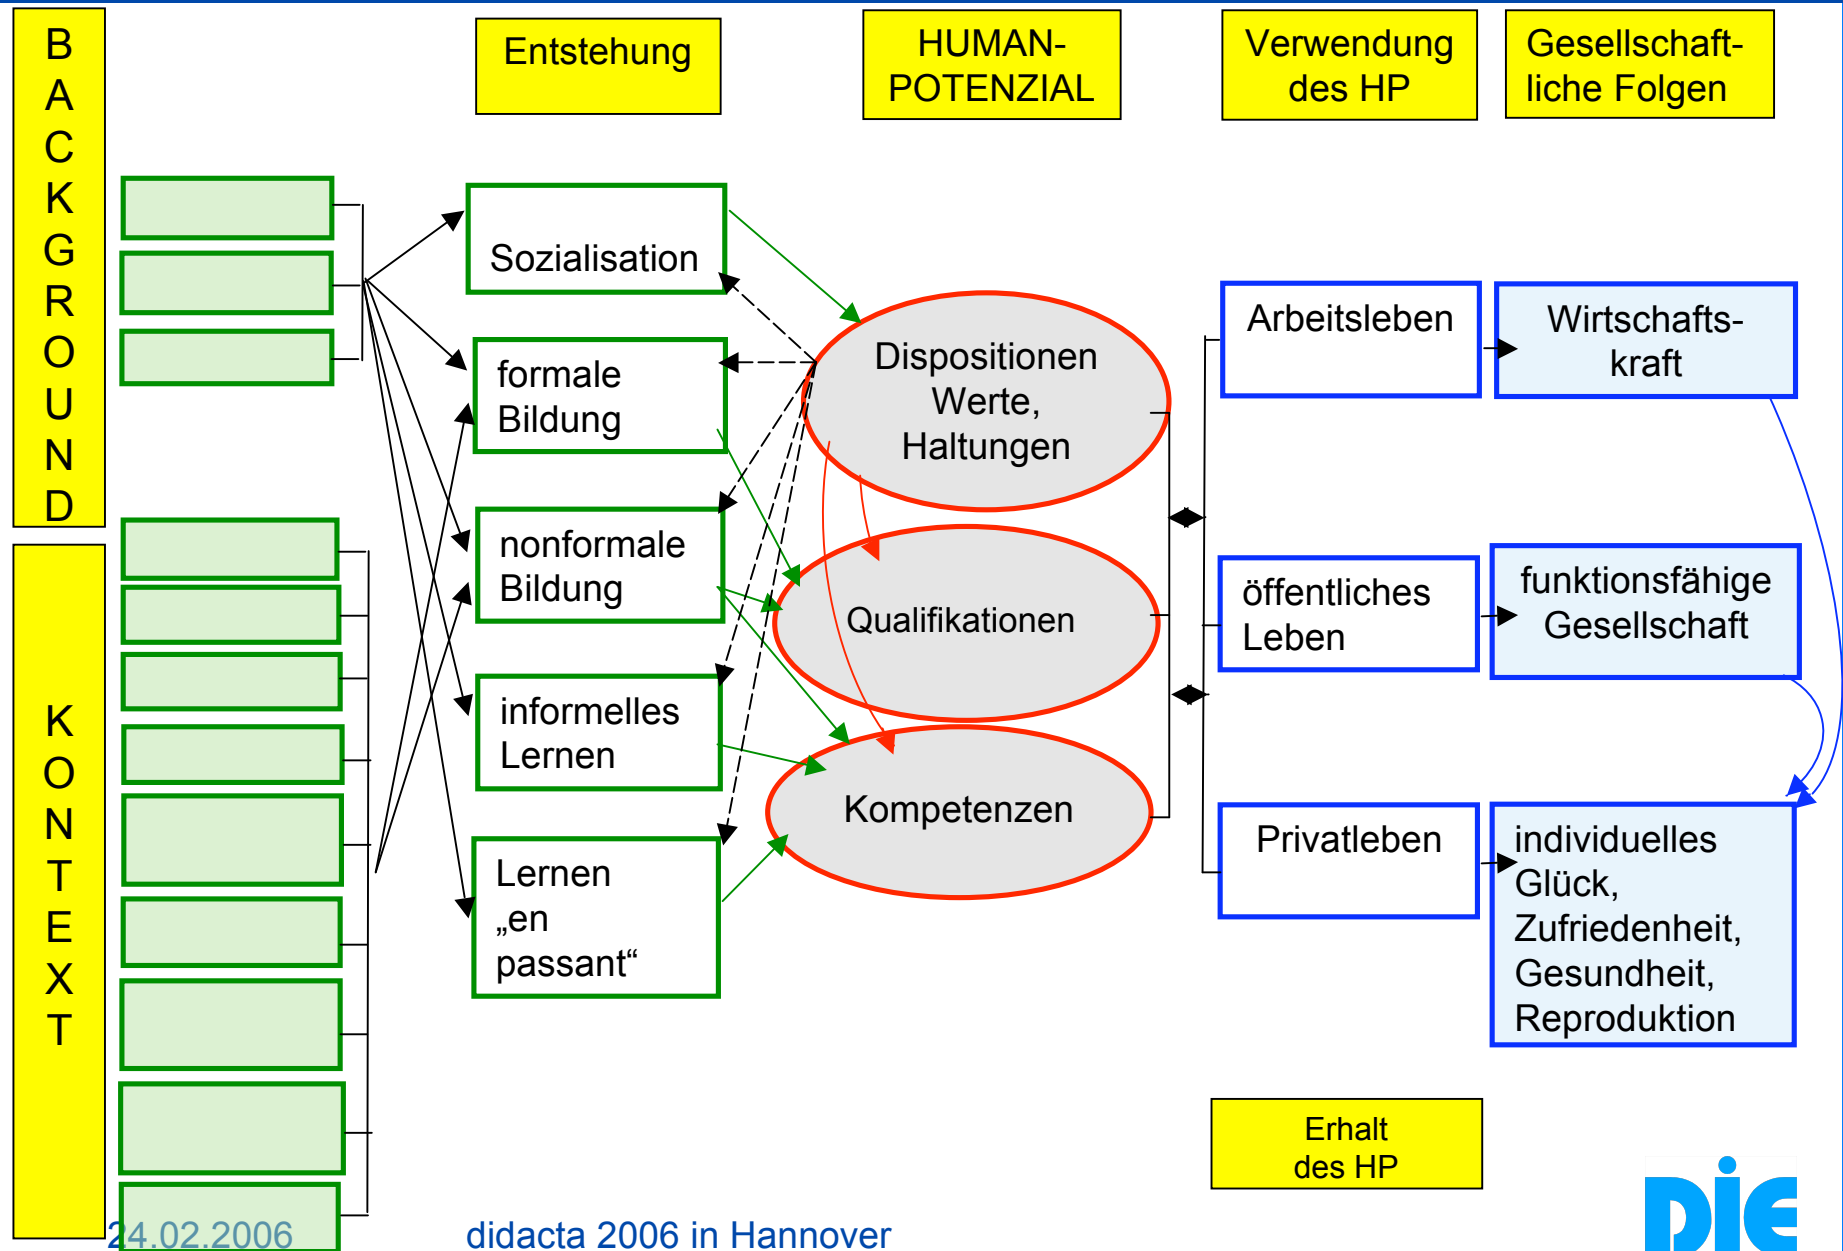 BACKGROUND
KONTEXT
Entstehung
HUMAN-
POTENZIAL
Verwendung
des HP
Gesellschaft-
liche Folgen
Sozialisation
formale
Bildung
nonformale
Bildung
informelles
Lernen
Lernen
„en
passant“
Dispositionen
Werte,
Haltungen
Qualifikationen
Kompetenzen
Arbeitsleben
öffentliches
Leben
Privatleben
Wirtschafts-
kraft
funktionsfähige
Gesellschaft
individuelles
Glück,
Zufriedenheit,
Gesundheit,
Reproduktion
Erhalt
des HP
24.02.2006
didacta 2006 in Hannover
DiE